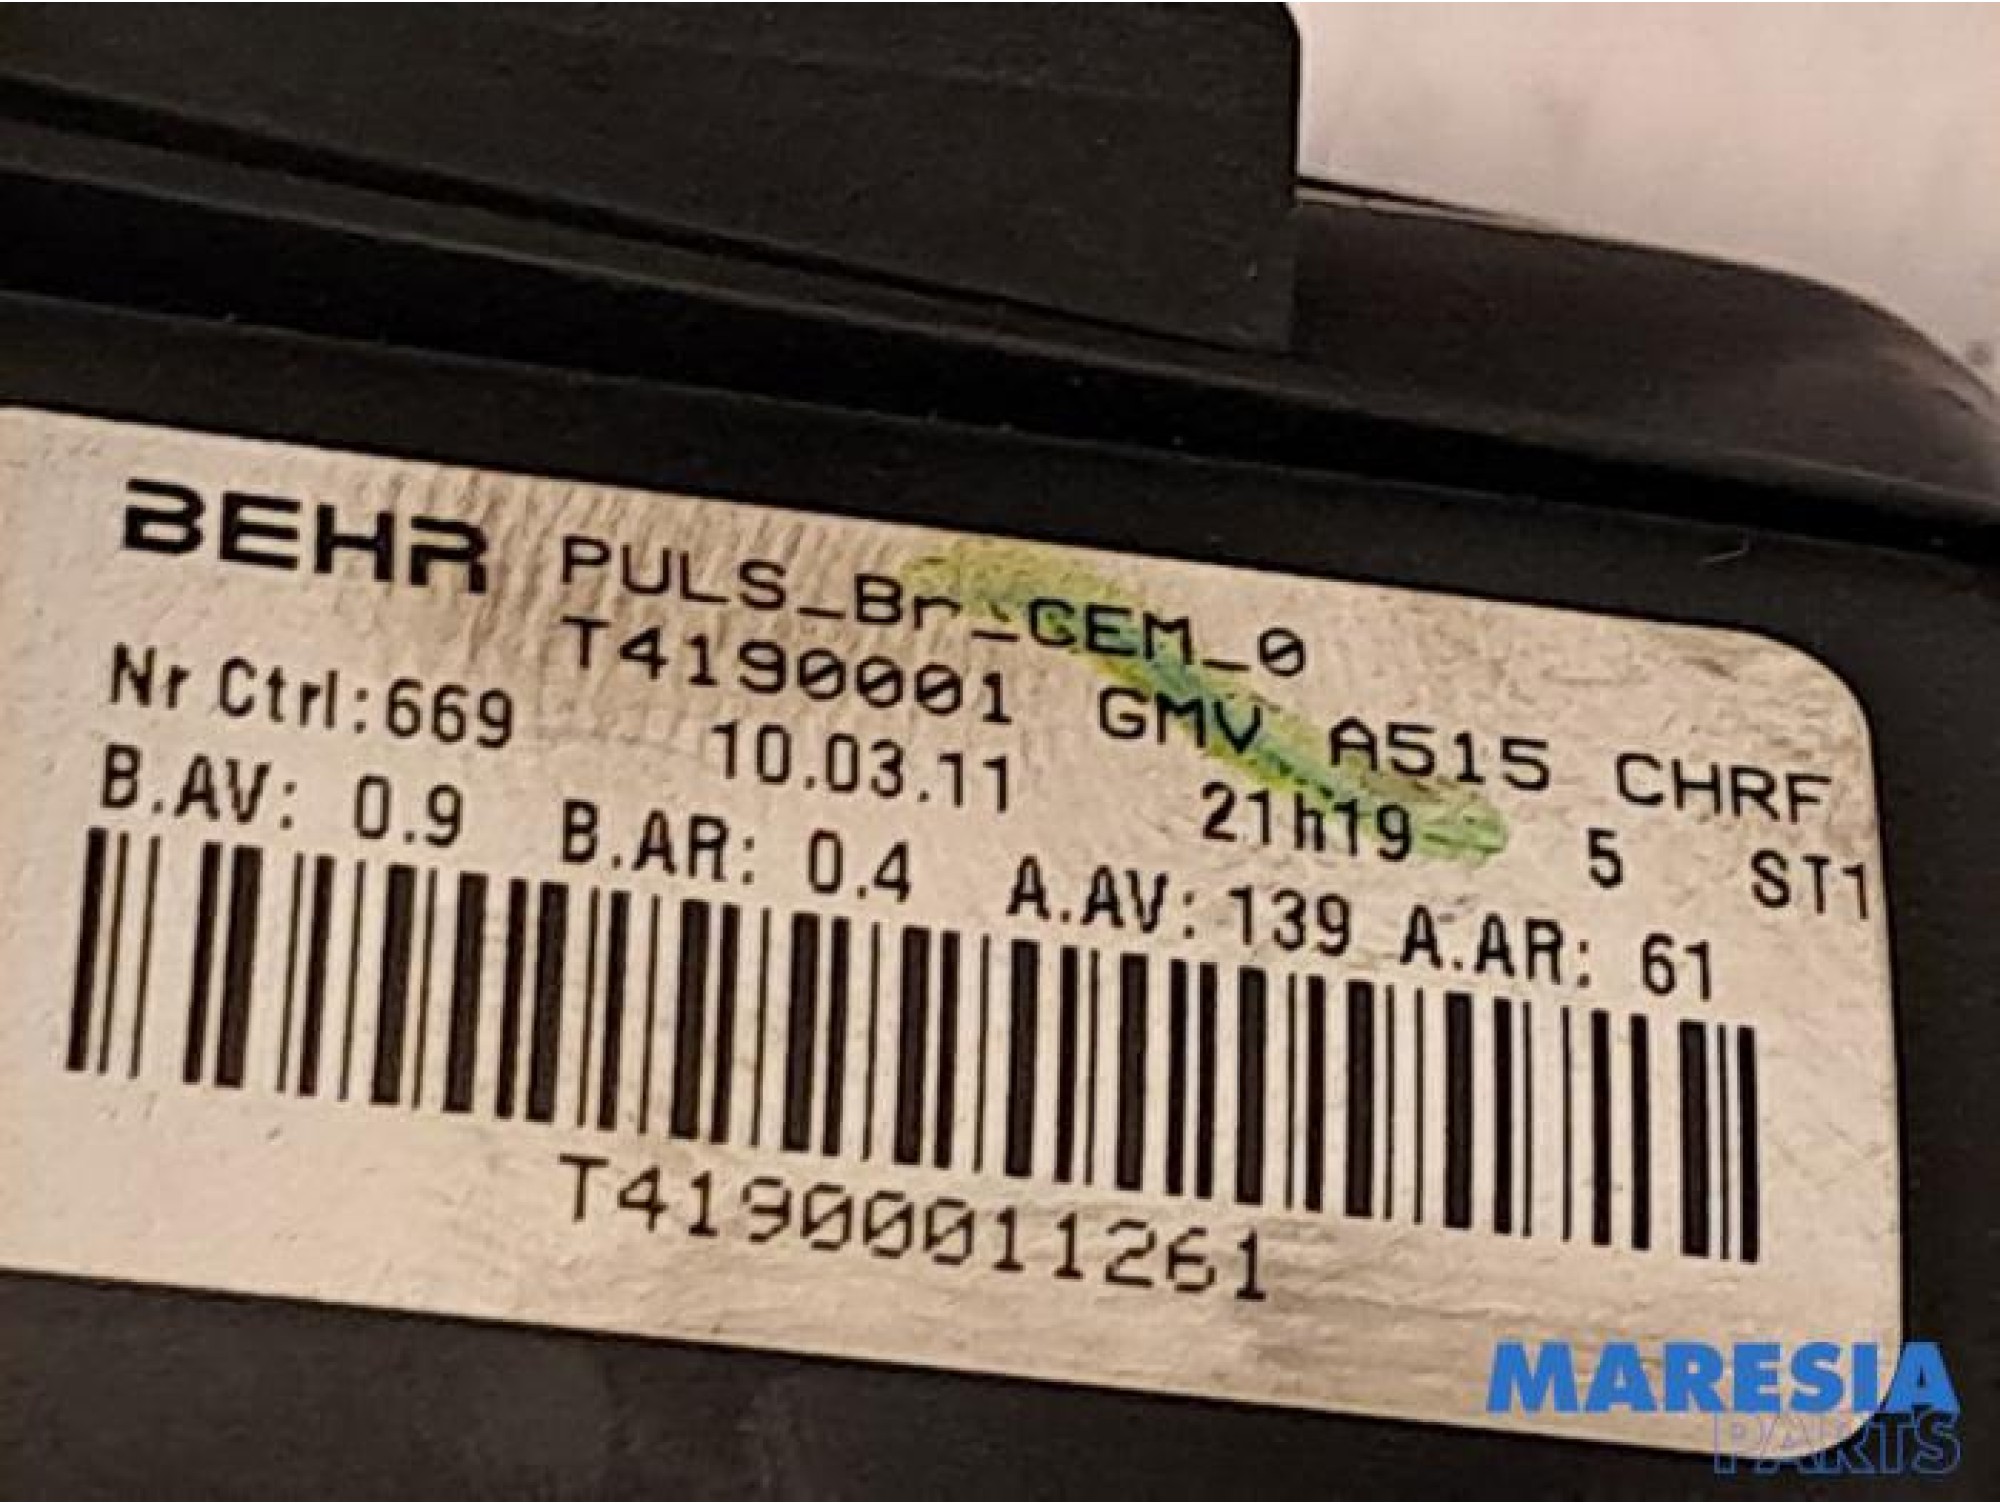 BEHR PULS_Br_CEM_0
T4190001 GMV A515 CHRF
Nr Ctrl:669 10.03.11 21h19 5 ST1
B.AV: 0.9 B.AR: 0.4 A.AV: 139 A.AR: 61
T41900011261
MARESIA
PARTS